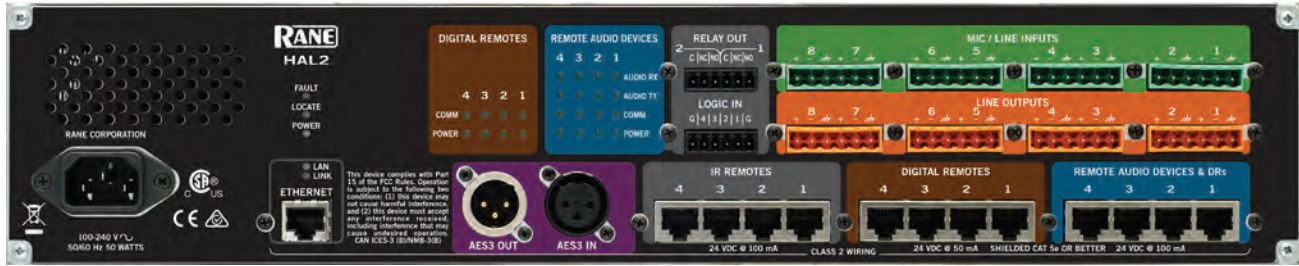 RANE
HAL2
FAULT
LOCATE
POWER
RANE CORPORATION
100-240 V
50/60 Hz 50 WATTS
C US
LAN
LINK
ETHERNET
This device complies with Part
15 of the FCC Rules. Operation
is subject to the following two
conditions: (1) this device may
not cause harmful interference,
and (2) this device must accept
any interference received,
including interference that may
cause undesired operation.
CAN ICES-3 (B)/NMB-3(B)
DIGITAL REMOTES
4 3 2 1
COMM
POWER
REMOTE AUDIO DEVICES
4 3 2 1
AUDIO RX
AUDIO TX
COMM
POWER
RELAY OUT
2 1
C NC NO C NC NO
LOGIC IN
G 4 3 2 1 G
MIC / LINE INPUTS
8 7 6 5 4 3 2 1
+ - + - + - + - + - + - + - + -
LINE OUTPUTS
8 7 6 5 4 3 2 1
+ - + - + - + - + - + - + - + -
AES3 OUT
AES3 IN
IR REMOTES
4 3 2 1
24 VDC @ 100 mA
DIGITAL REMOTES
4 3 2 1
24 VDC @ 50 mA
REMOTE AUDIO DEVICES & DRs
4 3 2 1
24 VDC @ 100 mA
CLASS 2 WIRING
SHIELDED CAT 5e OR BETTER